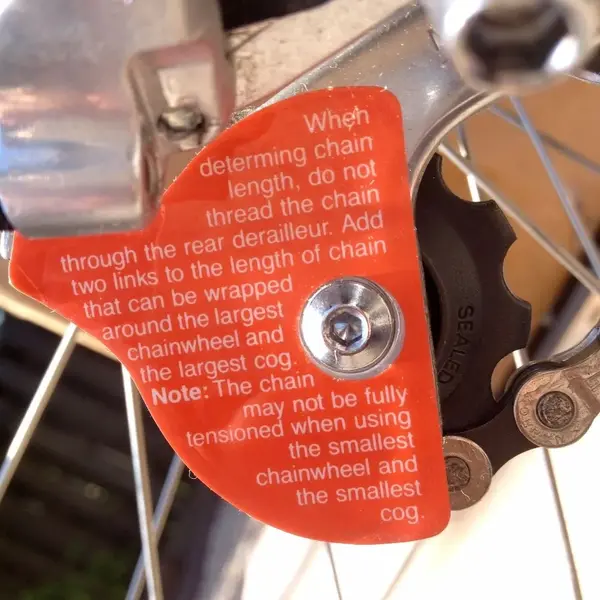 When
determing chain
length, do not
thread the chain
through the rear derailleur. Add
two links to the length of chain
that can be wrapped
around the largest
chainwheel and
the largest cog.
Note: The chain
may not be fully
tensioned when using
the smallest
chainwheel and
the smallest
cog.
SEALED